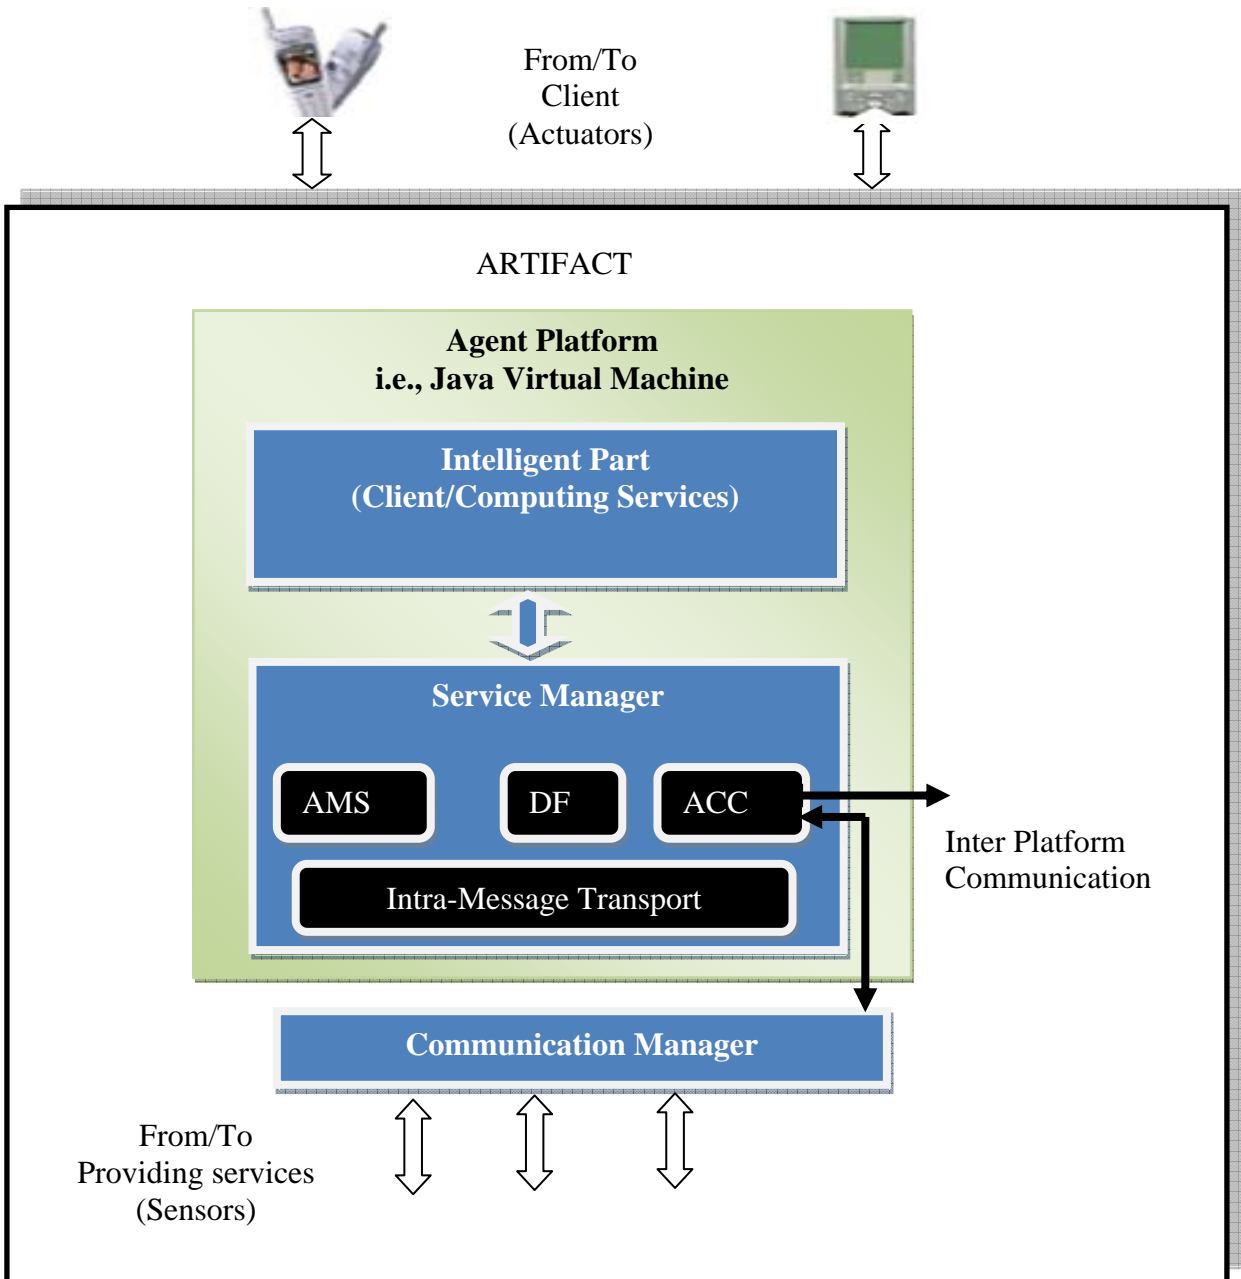 From/To
Client
(Actuators)
ARTIFACT
Agent Platform
i.e., Java Virtual Machine
Intelligent Part
(Client/Computing Services)
Service Manager
AMS
DF
ACC
Intra-Message Transport
Inter Platform
Communication
Communication Manager
From/To
Providing services
(Sensors)